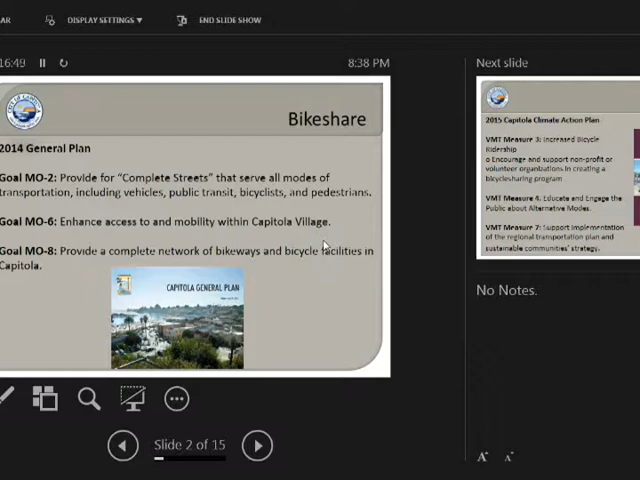 AR
DISPLAY SETTINGS ▼
END SLIDE SHOW
16:49
8:38 PM
Next slide
Bikeshare
2014 General Plan
Goal MO-2: Provide for “Complete Streets” that serve all modes of
transportation, including vehicles, public transit, bicyclists, and pedestrians.
Goal MO-6: Enhance access to and mobility within Capitola Village.
Goal MO-8: Provide a complete network of bikeways and bicycle facilities in
Capitola.
CAPITOLA GENERAL PLAN
2015 Capitola Climate Action Plan
VMT Measure 3: Increased Bicycle
Ridership
o Encourage and support non-profit or
volunteer organizations in creating a
bicycle sharing program
VMT Measure 4: Educate and Engage the
Public about Alternative Modes.
VMT Measure 7: Support implementation
of the regional transportation plan and
sustainable communities' strategy.
No Notes.
Slide 2 of 15
A
A